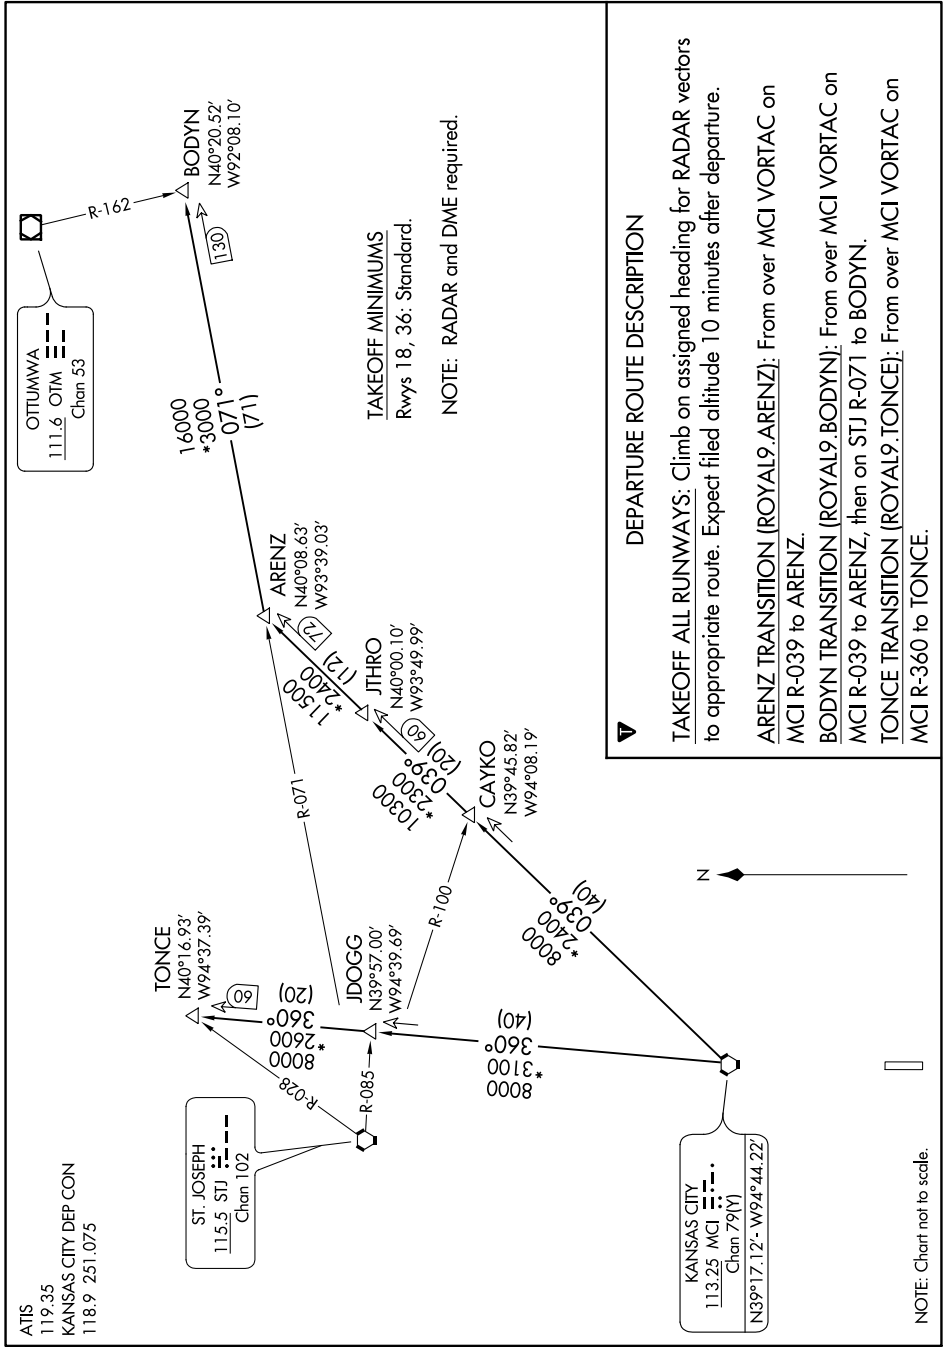 ATIS
119.35
KANSAS CITY DEP CON
118.9 251.075
OTTUMWA
111.6 OTM
Chan 53
R-162
BODYN
N40°20.52'
W92°08.10'
130
16000
*3000
071°
(71)
TAKEOFF MINIMUMS
Rwys 18, 36: Standard.
NOTE: RADAR and DME required.
ARENZ
N40°08.63'
W93°39.03'
72
11500
*2400
(12)
JTHRO
N40°00.10'
W93°49.99'
60
10300
*2300
039°
(20)
CAYKO
N39°45.82'
W94°08.19'
R-071
R-100
TONCE
N40°16.93'
W94°37.39'
60
8000
*2600
360°
(20)
JDOGG
N39°57.00'
W94°39.69'
R-028
R-085
ST. JOSEPH
115.5 STJ
Chan 102
8000
*3100
360°
(40)
8000
*2400
039°
(40)
N
KANSAS CITY
113.25 MCI
Chan 79(Y)
N39°17.12'- W94°44.22'
NOTE: Chart not to scale.
T
DEPARTURE ROUTE DESCRIPTION
TAKEOFF ALL RUNWAYS: Climb on assigned heading for RADAR vectors
to appropriate route. Expect filed altitude 10 minutes after departure.
ARENZ TRANSITION (ROYAL9.ARENZ): From over MCI VORTAC on
MCI R-039 to ARENZ.
BODYN TRANSITION (ROYAL9.BODYN): From over MCI VORTAC on
MCI R-039 to ARENZ, then on STJ R-071 to BODYN.
TONCE TRANSITION (ROYAL9.TONCE): From over MCI VORTAC on
MCI R-360 to TONCE.